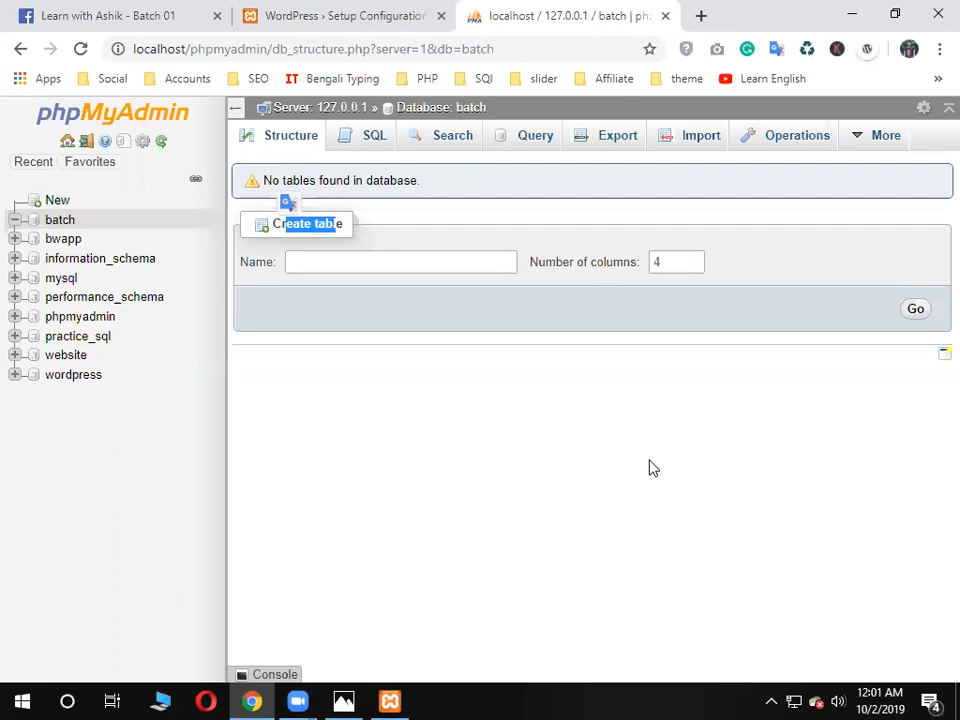 Learn with Ashik - Batch 01
WordPress › Setup Configuration
localhost / 127.0.0.1 / batch | ph
localhost/phpmyadmin/db_structure.php?server=1&db=batch
Apps
Social
Accounts
SEO
IT Bengali Typing
PHP
SQl
slider
Affiliate
theme
Learn English
»
phpMyAdmin
Server: 127.0.0.1 » Database: batch
Structure
SQL
Search
Query
Export
Import
Operations
More
Recent
Favorites
No tables found in database.
New
batch
bwapp
information_schema
mysql
performance_schema
phpmyadmin
practice_sql
website
wordpress
Create table
Name:
Number of columns: 4
Go
Console
12:01 AM
10/2/2019
4